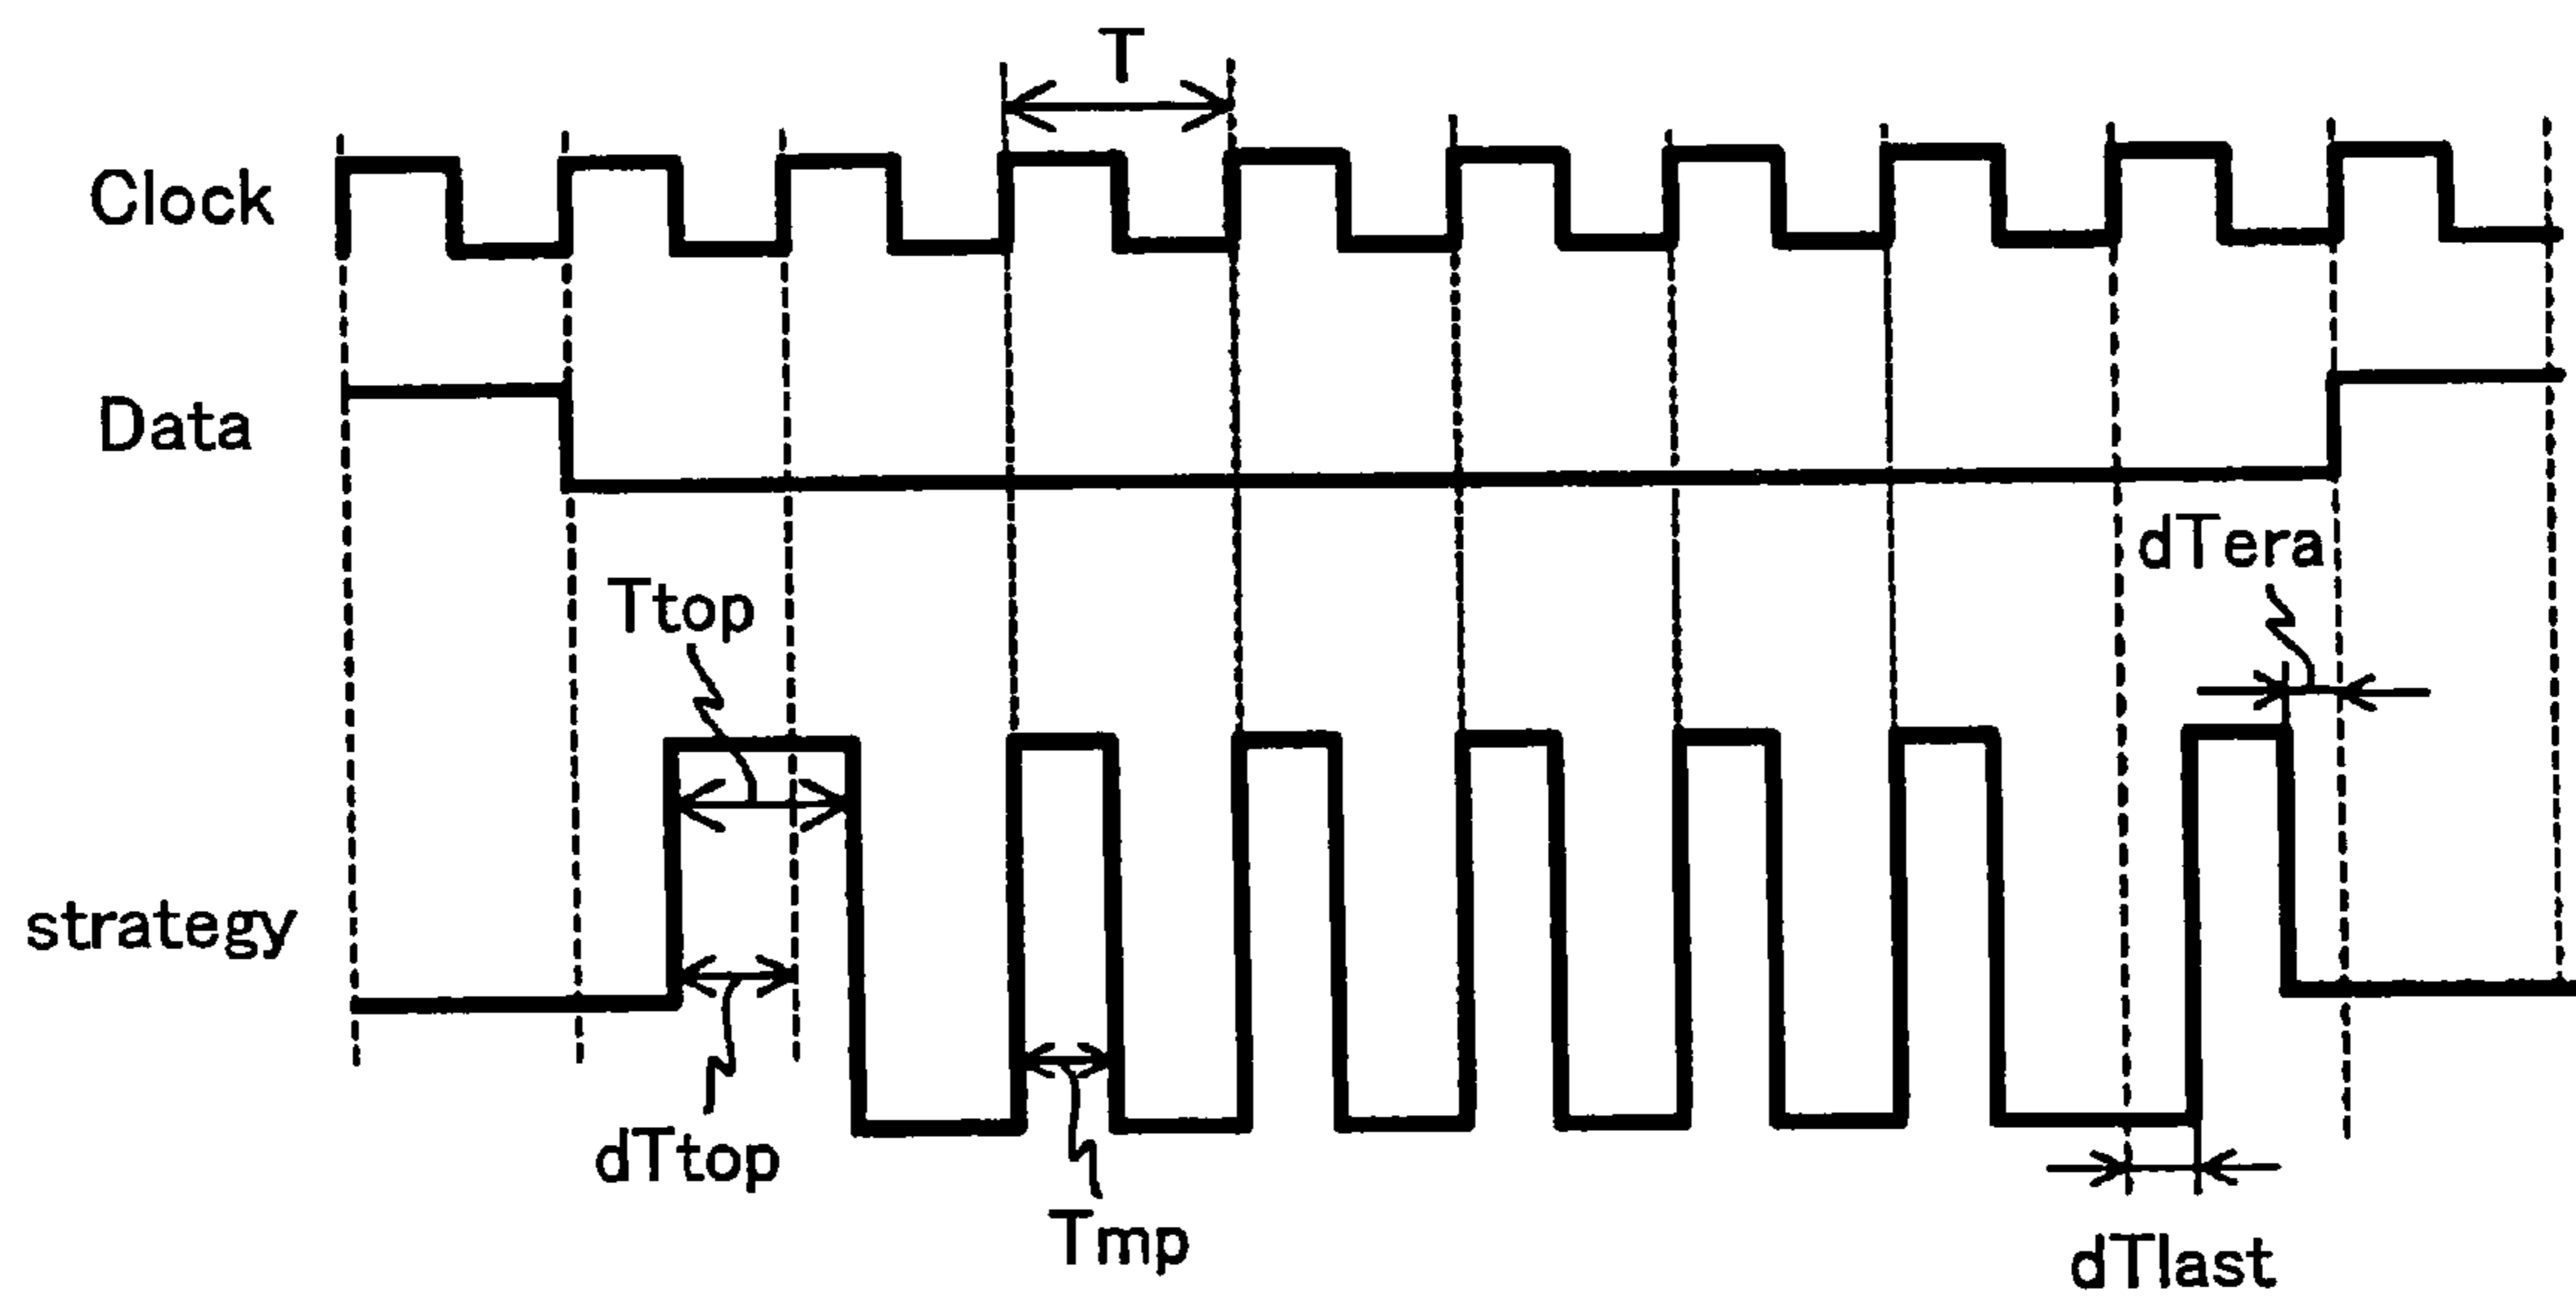 T
Clock
Data
dTera
Ttop
strategy
dTtop
Tmp
dTlast